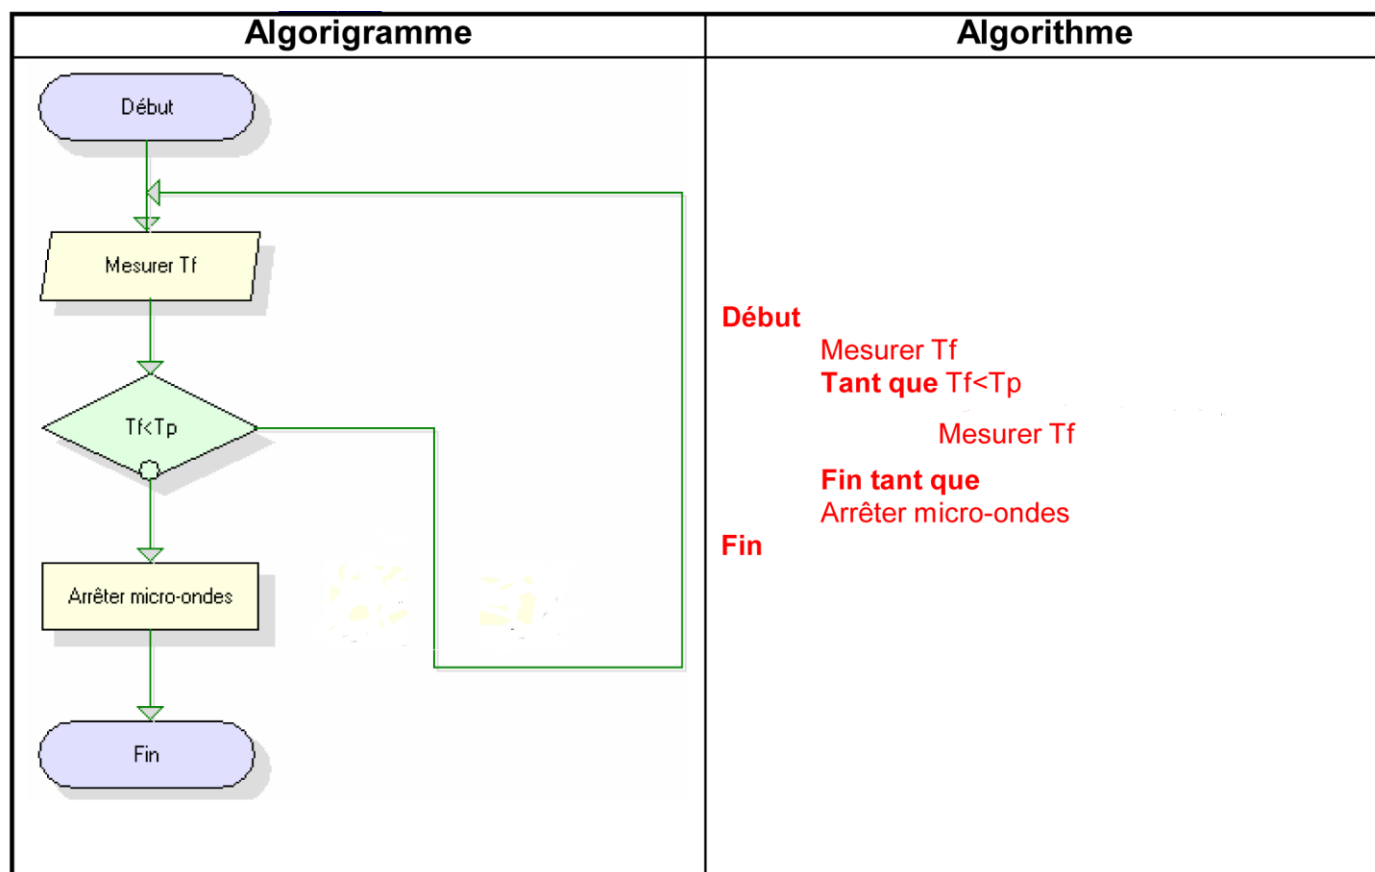 Algorigramme
Algorithme
Début
Mesurer Tf
Tf<Tp
Arrêter micro-ondes
Fin
Début
Mesurer Tf
Tant que Tf<Tp
Mesurer Tf
Fin tant que
Arrêter micro-ondes
Fin